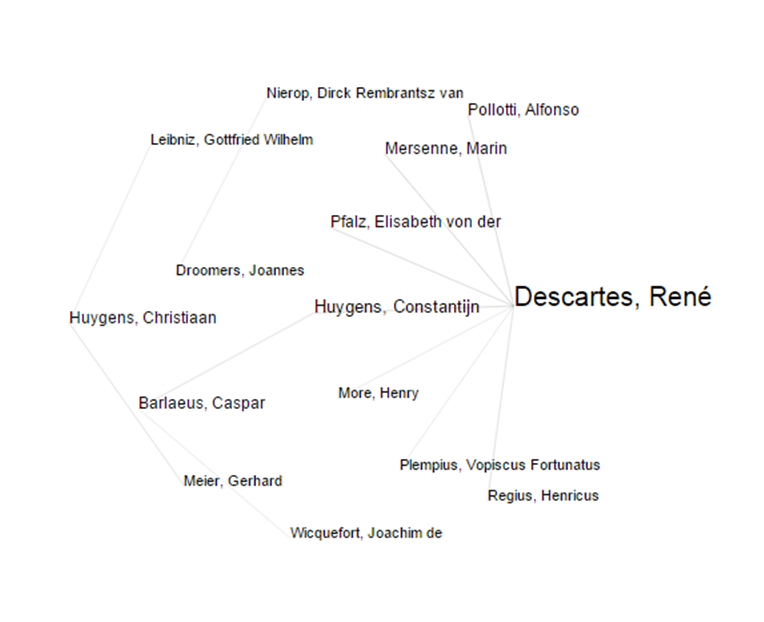 Nierop, Dirck Rembrantsz van
Pollotti, Alfonso
Leibniz, Gottfried Wilhelm
Mersenne, Marin
Pfalz, Elisabeth von der
Droomers, Joannes
Descartes, René
Huygens, Constantijn
Huygens, Christiaan
More, Henry
Barlaeus, Caspar
Plempius, Vopiscus Fortunatus
Meier, Gerhard
Regius, Henricus
Wicquefort, Joachim de